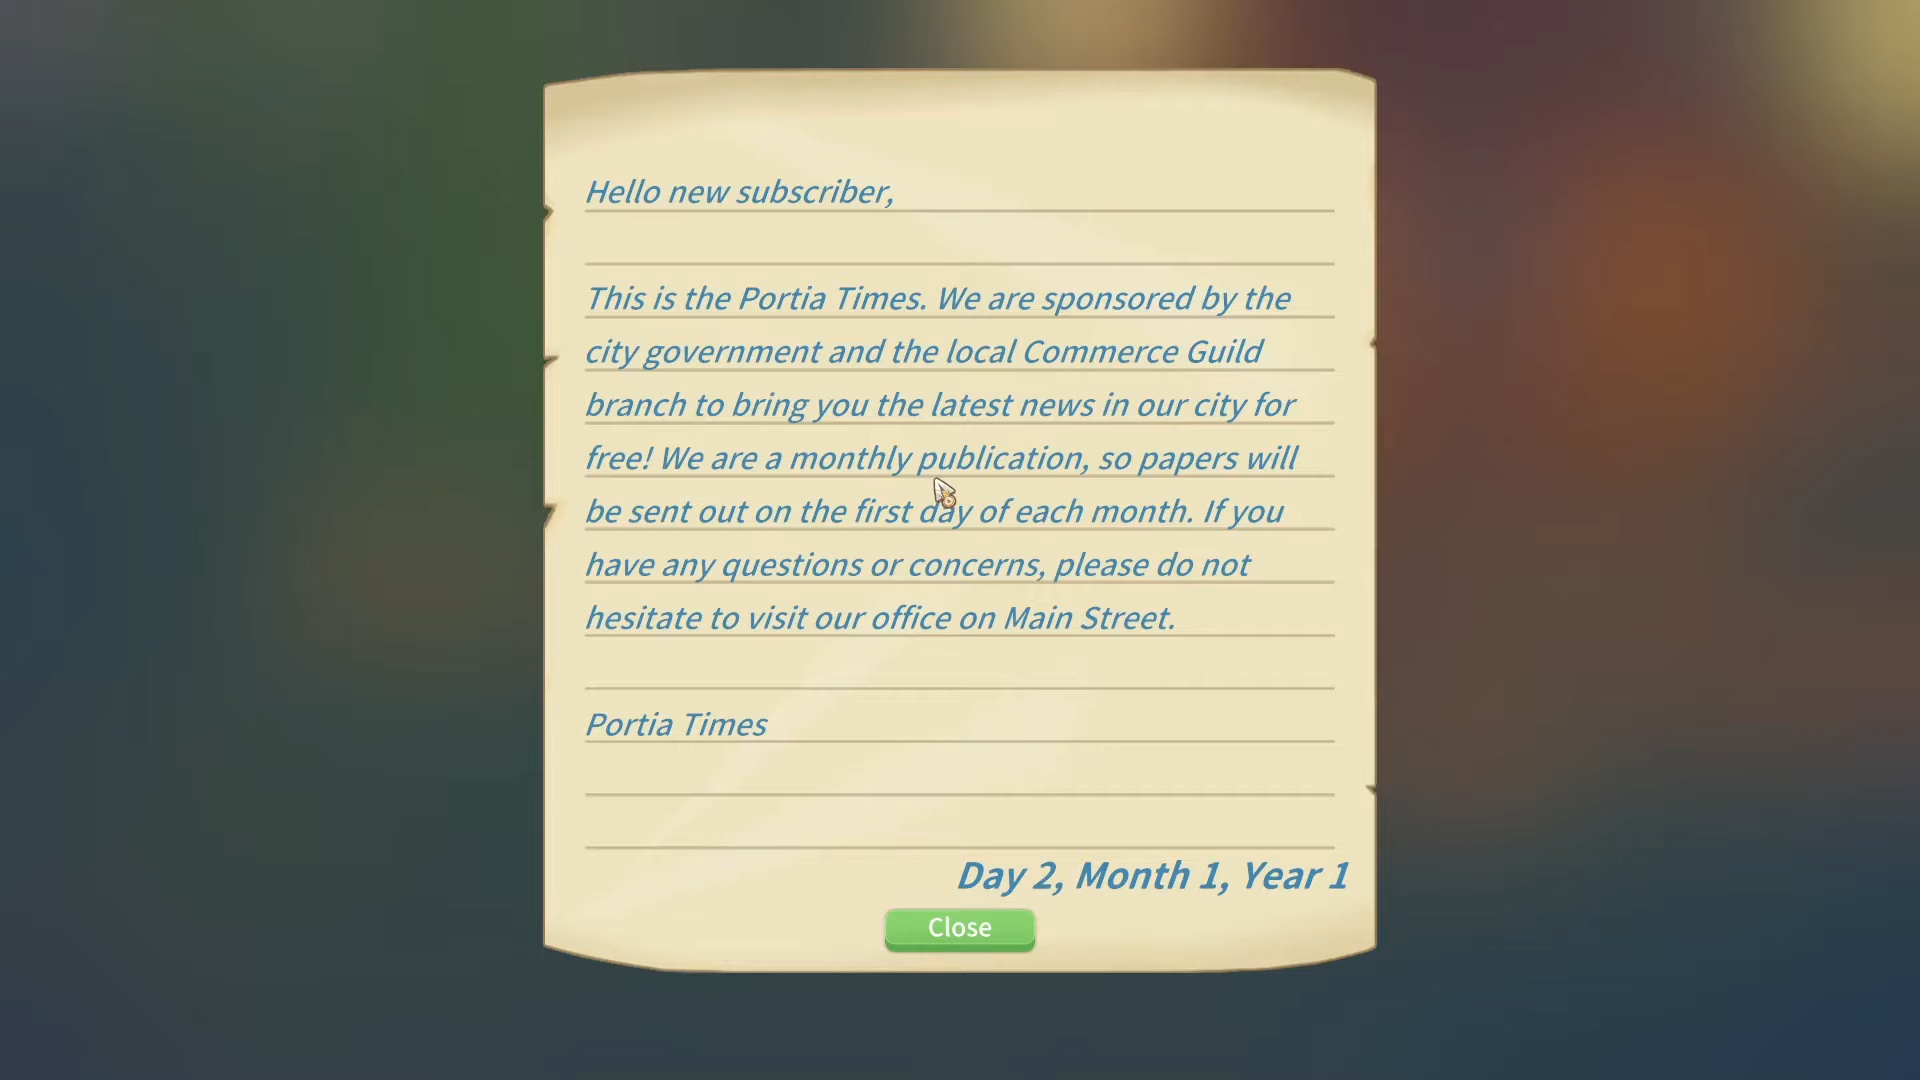 Hello new subscriber,
This is the Portia Times. We are sponsored by the
city government and the local Commerce Guild
branch to bring you the latest news in our city for
free! We are a monthly publication, so papers will
be sent out on the first day of each month. If you
have any questions or concerns, please do not
hesitate to visit our office on Main Street.
Portia Times
Day 2, Month 1, Year 1
Close